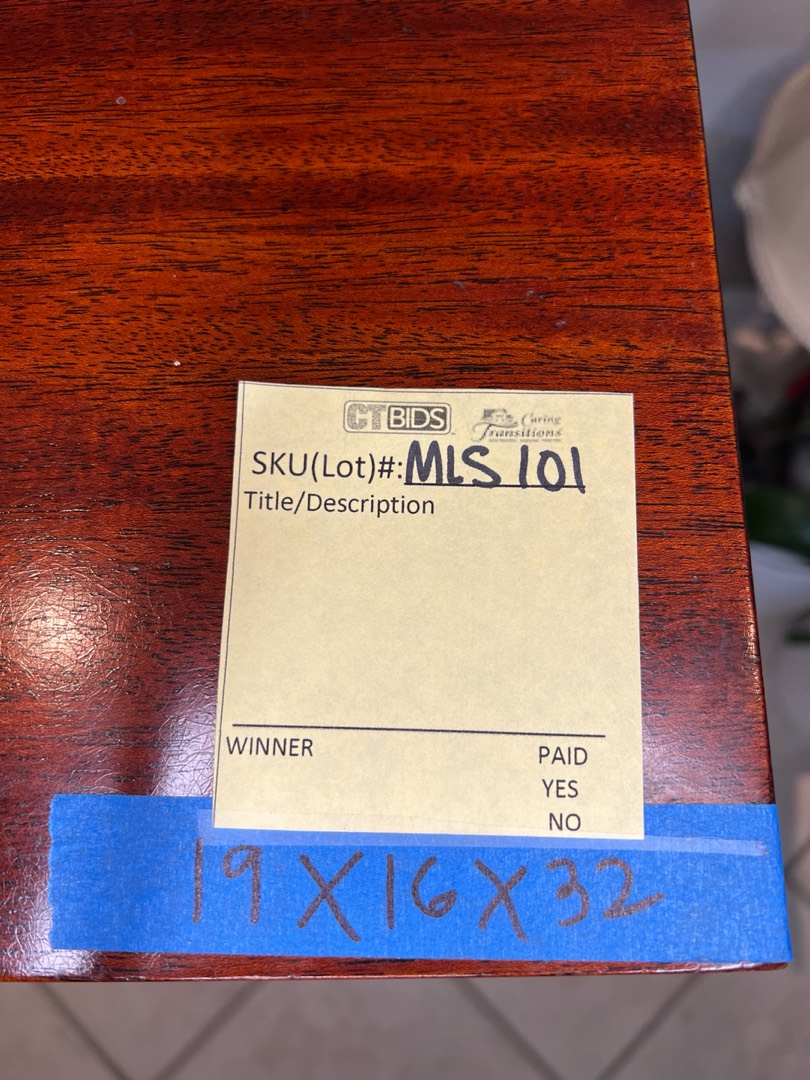 CTBIDS
Caring
Transitions
SKU(Lot)#: MLS 101
Title/Description
WINNER
PAID
YES
NO
19 X 16 X 32